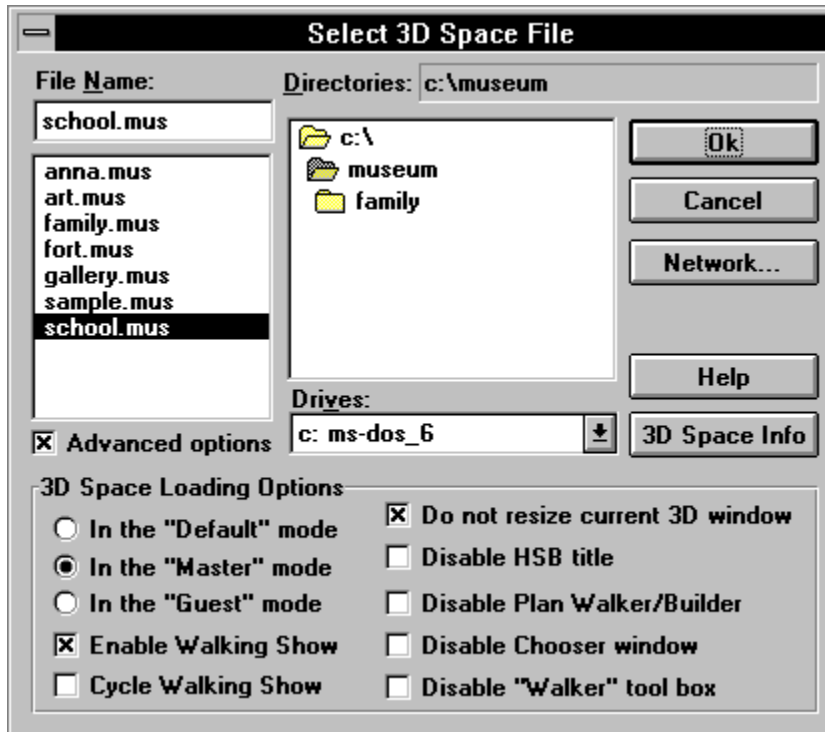 Select 3D Space File
File Name:
Directories: c:\museum
school.mus
anna.mus
art.mus
family.mus
fort.mus
gallery.mus
sample.mus
school.mus
c:\
museum
family
Ok
Cancel
Network...
Help
3D Space Info
Drives:
c: ms-dos_6
Advanced options
3D Space Loading Options
In the "Default" mode
In the "Master" mode
In the "Guest" mode
Enable Walking Show
Cycle Walking Show
Do not resize current 3D window
Disable HSB title
Disable Plan Walker/Builder
Disable Chooser window
Disable "Walker" tool box